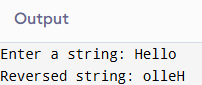 Output
Enter a string: Hello
Reversed string: olleH